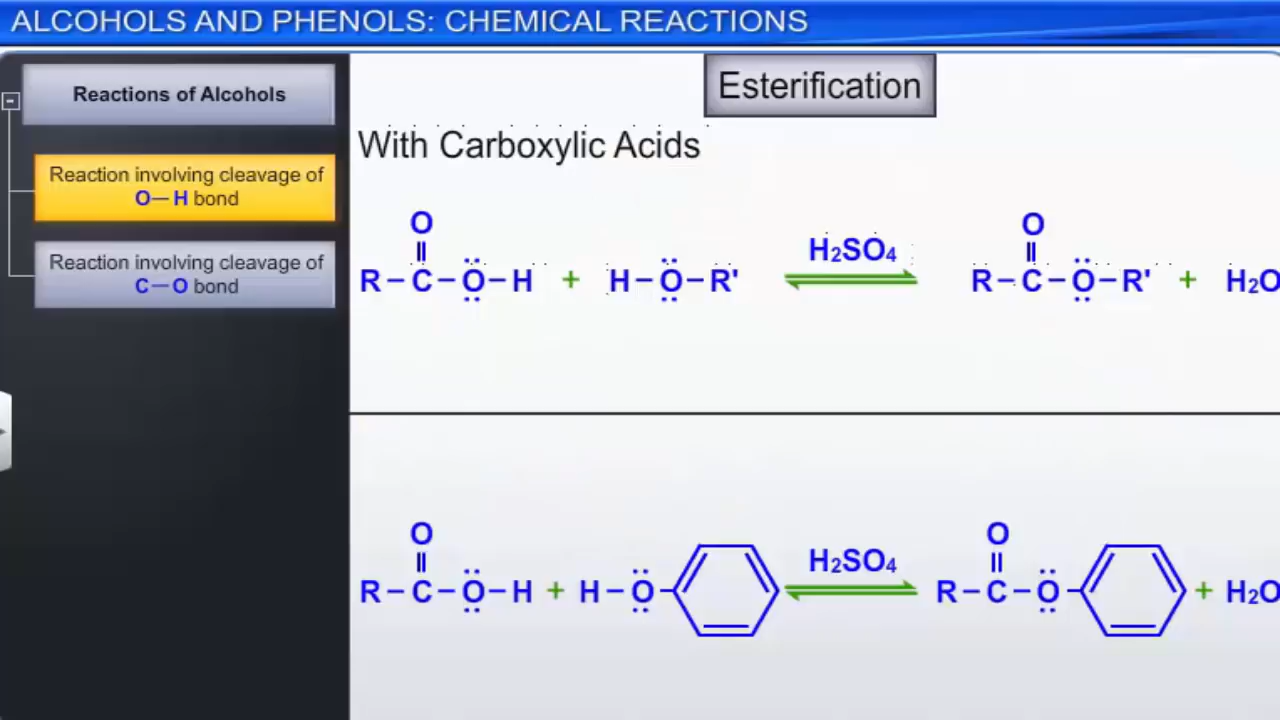 ALCOHOLS AND PHENOLS: CHEMICAL REACTIONS
Reactions of Alcohols
Reaction involving cleavage of
O—H bond
Reaction involving cleavage of
C—O bond
Esterification
With Carboxylic Acids
O
H₂SO₄
O
R–C–O–H + H–O–R' ⇌ R–C–O–R' + H₂O
O
H₂SO₄
O
R–C–O–H + H–O– ⇌ R–C–O– + H₂O